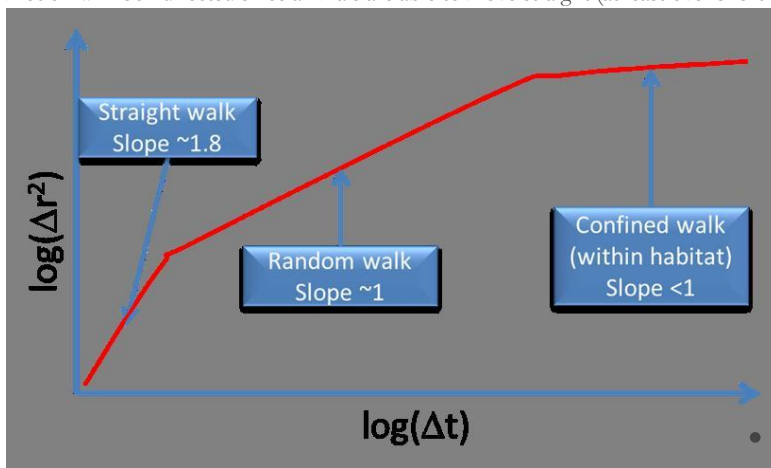 Straight walk
Slope ~1.8
Random walk
Slope ~1
Confined walk
(within habitat)
Slope <1
log(Δr²)
log(Δt)